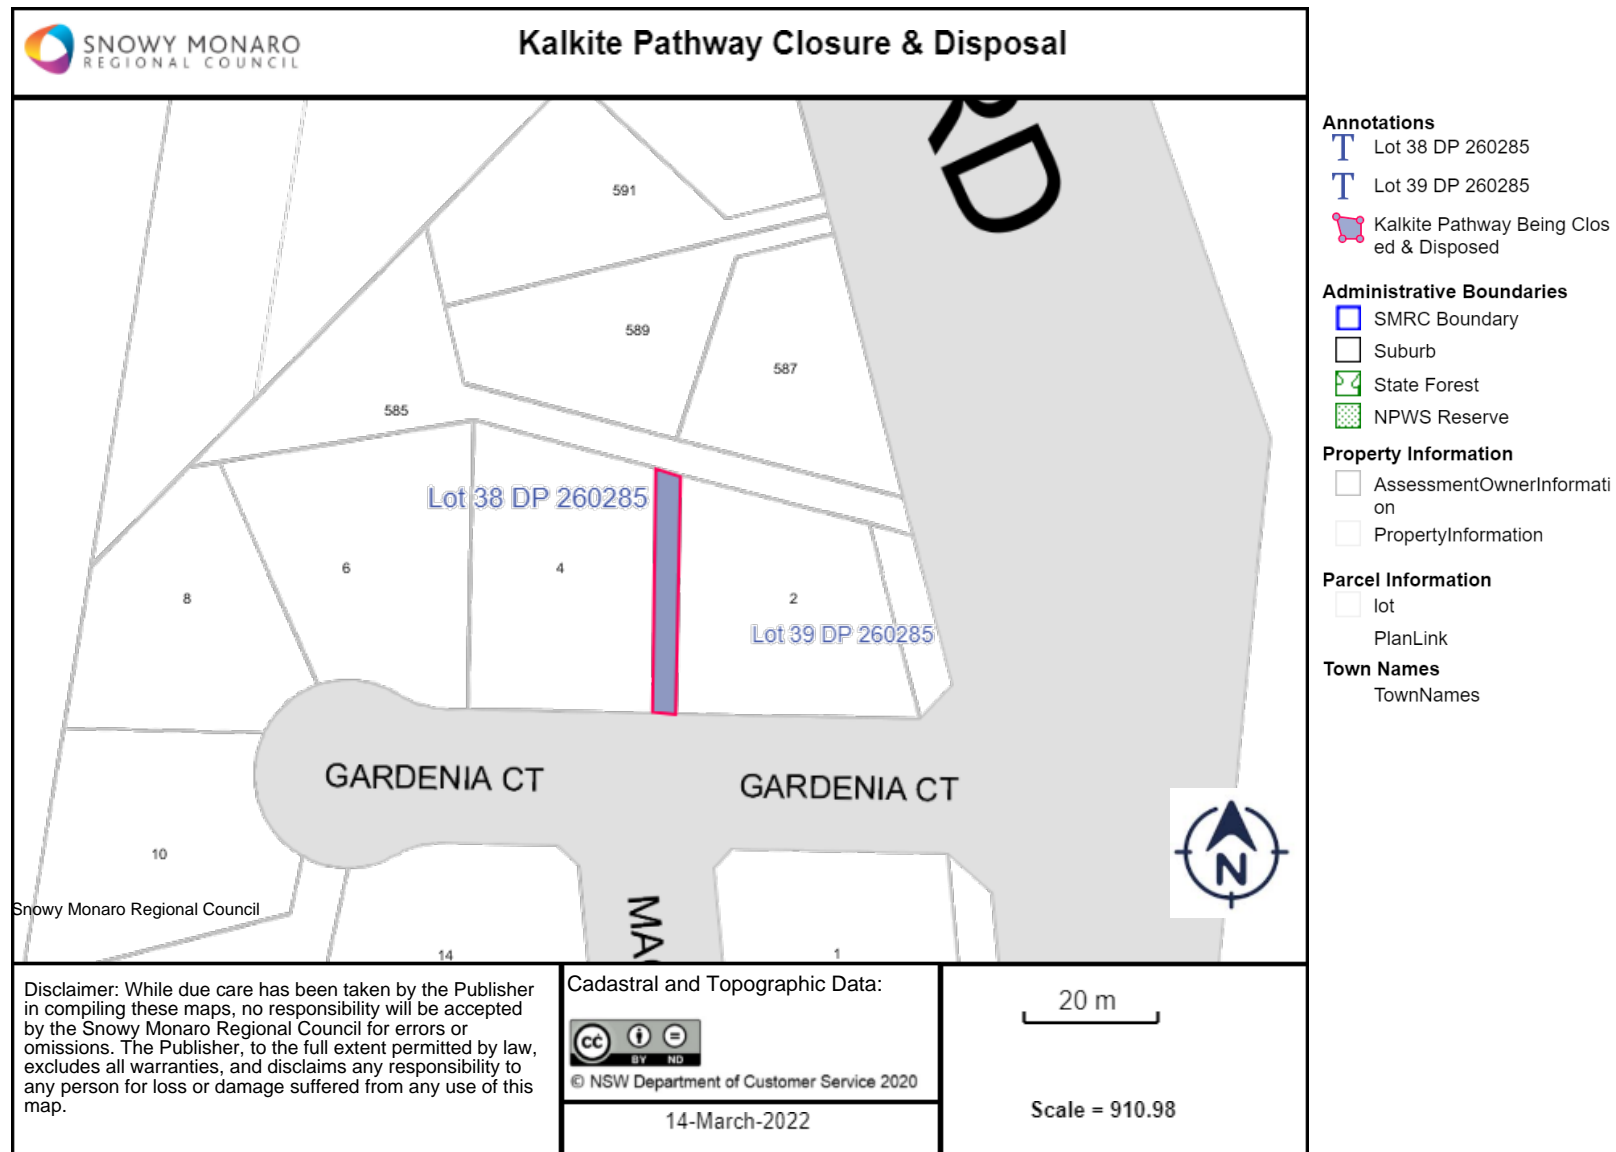 SNOWY MONARO
REGIONAL COUNCIL
Kalkite Pathway Closure & Disposal
D
591
589
587
585
Lot 38 DP 260285
6
4
8
2
Lot 39 DP 260285
GARDENIA CT
GARDENIA CT
10
N
Snowy Monaro Regional Council
14
1
Annotations
T Lot 38 DP 260285
T Lot 39 DP 260285
Kalkite Pathway Being Clos
ed & Disposed
Administrative Boundaries
SMRC Boundary
Suburb
State Forest
NPWS Reserve
Property Information
AssessmentOwnerInformati
on
PropertyInformation
Parcel Information
lot
PlanLink
Town Names
TownNames
Disclaimer: While due care has been taken by the Publisher
in compiling these maps, no responsibility will be accepted
by the Snowy Monaro Regional Council for errors or
omissions. The Publisher, to the full extent permitted by law,
excludes all warranties, and disclaims any responsibility to
any person for loss or damage suffered from any use of this
map.
Cadastral and Topographic Data:
cc
BY ND
© NSW Department of Customer Service 2020
14-March-2022
20 m
Scale = 910.98